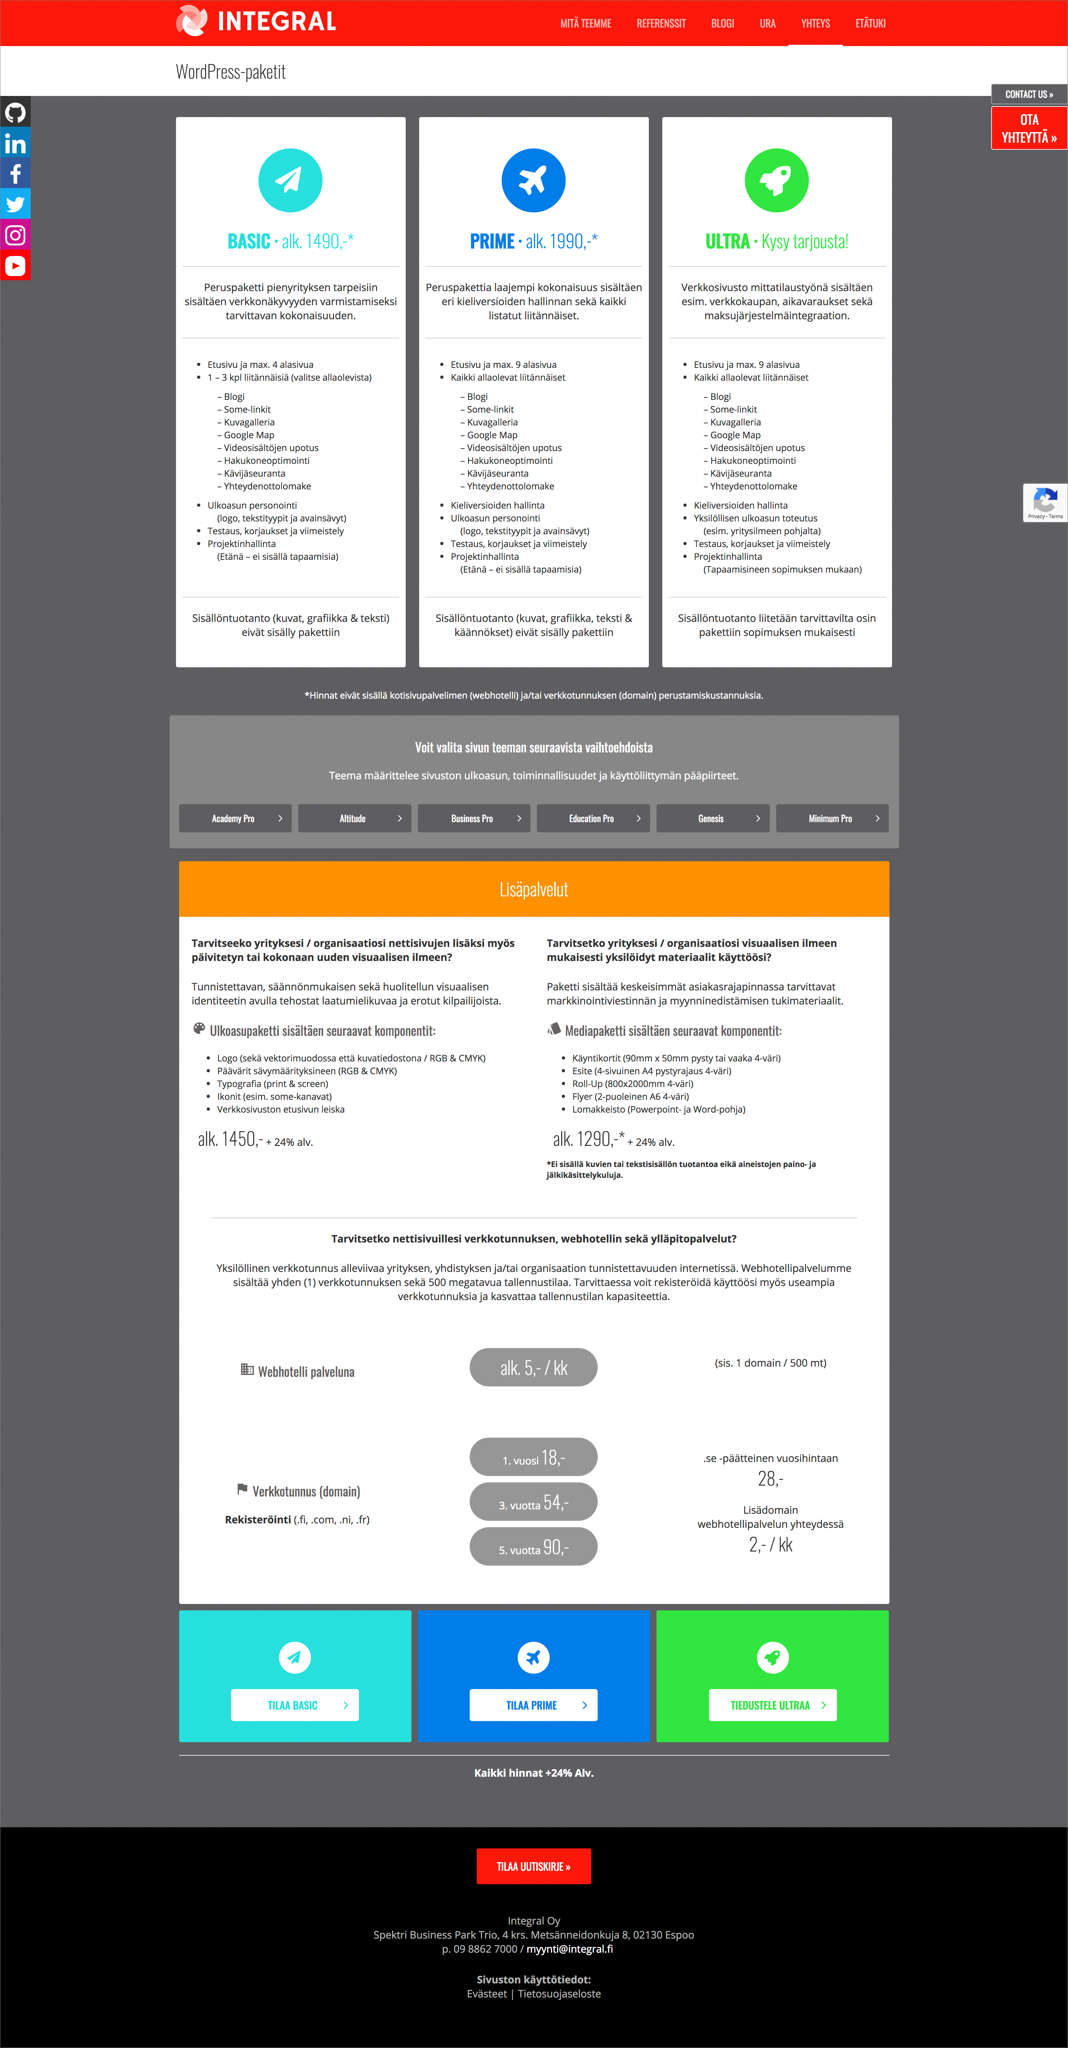 INTEGRAL
MITÄ TEEMME
REFERENSSIT
BLOGI
URA
YHTEYS
ETÄTUKI
WordPress-paketit
CONTACT US »
OTA
YHTEYTTÄ »
BASIC · alk. 1490,-*
Peruspaketti pienyrityksen tarpeisiin
sisältäen verkkonäkyvyyden varmistamiseksi
tarvittavan kokonaisuuden.
• Etusivu ja max. 4 alasivua
• 1 – 3 kpl liitännäisiä (valitse allaolevista)
– Blogi
– Some-linkit
– Kuvagalleria
– Google Map
– Videosisältöjen upotus
– Hakukoneoptimointi
– Kävijäseuranta
– Yhteydenottolomake
• Ulkoasun personointi
(logo, tekstityypit ja avainsävyt)
• Testaus, korjaukset ja viimeistely
• Projektinhallinta
(Etänä – ei sisällä tapaamisia)
Sisällöntuotanto (kuvat, grafiikka & teksti)
eivät sisälly pakettiin
PRIME · alk. 1990,-*
Peruspakettia laajempi kokonaisuus sisältäen
eri kieliversioiden hallinnan sekä kaikki
listatut liitännäiset.
• Etusivu ja max. 9 alasivua
• Kaikki allaolevat liitännäiset
– Blogi
– Some-linkit
– Kuvagalleria
– Google Map
– Videosisältöjen upotus
– Hakukoneoptimointi
– Kävijäseuranta
– Yhteydenottolomake
• Kieliversioiden hallinta
• Ulkoasun personointi
(logo, tekstityypit ja avainsävyt)
• Testaus, korjaukset ja viimeistely
• Projektinhallinta
(Etänä – ei sisällä tapaamisia)
Sisällöntuotanto (kuvat, grafiikka, teksti &
käännökset) eivät sisälly pakettiin
ULTRA · Kysy tarjousta!
Verkkosivusto mittatilaustyönä sisältäen
esim. verkkokaupan, aikavaraukset sekä
maksujärjestelmäintegraation.
• Etusivu ja max. 9 alasivua
• Kaikki allaolevat liitännäiset
– Blogi
– Some-linkit
– Kuvagalleria
– Google Map
– Videosisältöjen upotus
– Hakukoneoptimointi
– Kävijäseuranta
– Yhteydenottolomake
• Kieliversioiden hallinta
• Yksilöllisen ulkoasun toteutus
(esim. yritysilmeen pohjalta)
• Testaus, korjaukset ja viimeistely
• Projektinhallinta
(Tapaamisineen sopimuksen mukaan)
Sisällöntuotanto liitetään tarvittavilta osin
pakettiin sopimuksen mukaisesti
Privacy - Terms
*Hinnat eivät sisällä kotisivupalvelimen (webhotelli) ja/tai verkkotunnuksen (domain) perustamiskustannuksia.
Voit valita sivun teeman seuraavista vaihtoehdoista
Teema määrittelee sivuston ulkoasun, toiminnallisuudet ja käyttöliittymän pääpiirteet.
Academy Pro
Altitude
Business Pro
Education Pro
Genesis
Minimum Pro
Lisäpalvelut
Tarvitseeko yrityksesi / organisaatiosi nettisivujen lisäksi myös
päivitetyn tai kokonaan uuden visuaalisen ilmeen?
Tunnistettavan, säännönmukaisen sekä huolitellun visuaalisen
identiteetin avulla tehostat laatumielikuvaa ja erotut kilpailijoista.
Ulkoasupaketti sisältäen seuraavat komponentit:
• Logo (sekä vektorimuodossa että kuvatiedostona / RGB & CMYK)
• Päävärit sävymäärityksineen (RGB & CMYK)
• Typografia (print & screen)
• Ikonit (esim. some-kanavat)
• Verkkosivuston etusivun leiska
alk. 1450,- + 24% alv.
Tarvitsetko yrityksesi / organisaatiosi visuaalisen ilmeen
mukaisesti yksilöidyt materiaalit käyttöösi?
Paketti sisältää keskeisimmät asiakasrajapinnassa tarvittavat
markkinointiviestinnän ja myynninedistämisen tukimateriaalit.
Mediapaketti sisältäen seuraavat komponentit:
• Käyntikortit (90mm x 50mm pysty tai vaaka 4-väri)
• Esite (4-sivuinen A4 pystyrajaus 4-väri)
• Roll-Up (800x2000mm 4-väri)
• Flyer (2-puoleinen A6 4-väri)
• Lomakkeisto (Powerpoint- ja Word-pohja)
alk. 1290,-* + 24% alv.
*Ei sisällä kuvien tai tekstisisällön tuotantoa eikä aineistojen paino- ja
jälkikäsittelykuluja.
Tarvitsetko nettisivuillesi verkkotunnuksen, webhotellin sekä ylläpitopalvelut?
Yksilöllinen verkkotunnus alleviivaa yrityksen, yhdistyksen ja/tai organisaation tunnistettavuuden internetissä. Webhotellipalvelumme
sisältää yhden (1) verkkotunnuksen sekä 500 megatavua tallennustilaa. Tarvittaessa voit rekisteröidä käyttöösi myös useampia
verkkotunnuksia ja kasvattaa tallennustilan kapasiteettia.
Webhotelli palveluna
alk. 5,- / kk
(sis. 1 domain / 500 mt)
Verkkotunnus (domain)
Rekisteröinti (.fi, .com, .ni, .fr)
1. vuosi 18,-
3. vuotta 54,-
5. vuotta 90,-
.se -päätteinen vuosihintaan
28,-
Lisädomain
webhotellipalvelun yhteydessä
2,- / kk
TILAA BASIC
TILAA PRIME
TIEDUSTELE ULTRAA
Kaikki hinnat +24% Alv.
TILAA UUTISKIRJE »
Integral Oy
Spektri Business Park Trio, 4 krs. Metsänneidonkuja 8, 02130 Espoo
p. 09 8862 7000 / myynti@integral.fi
Sivuston käyttötiedot:
Evästeet | Tietosuojaseloste